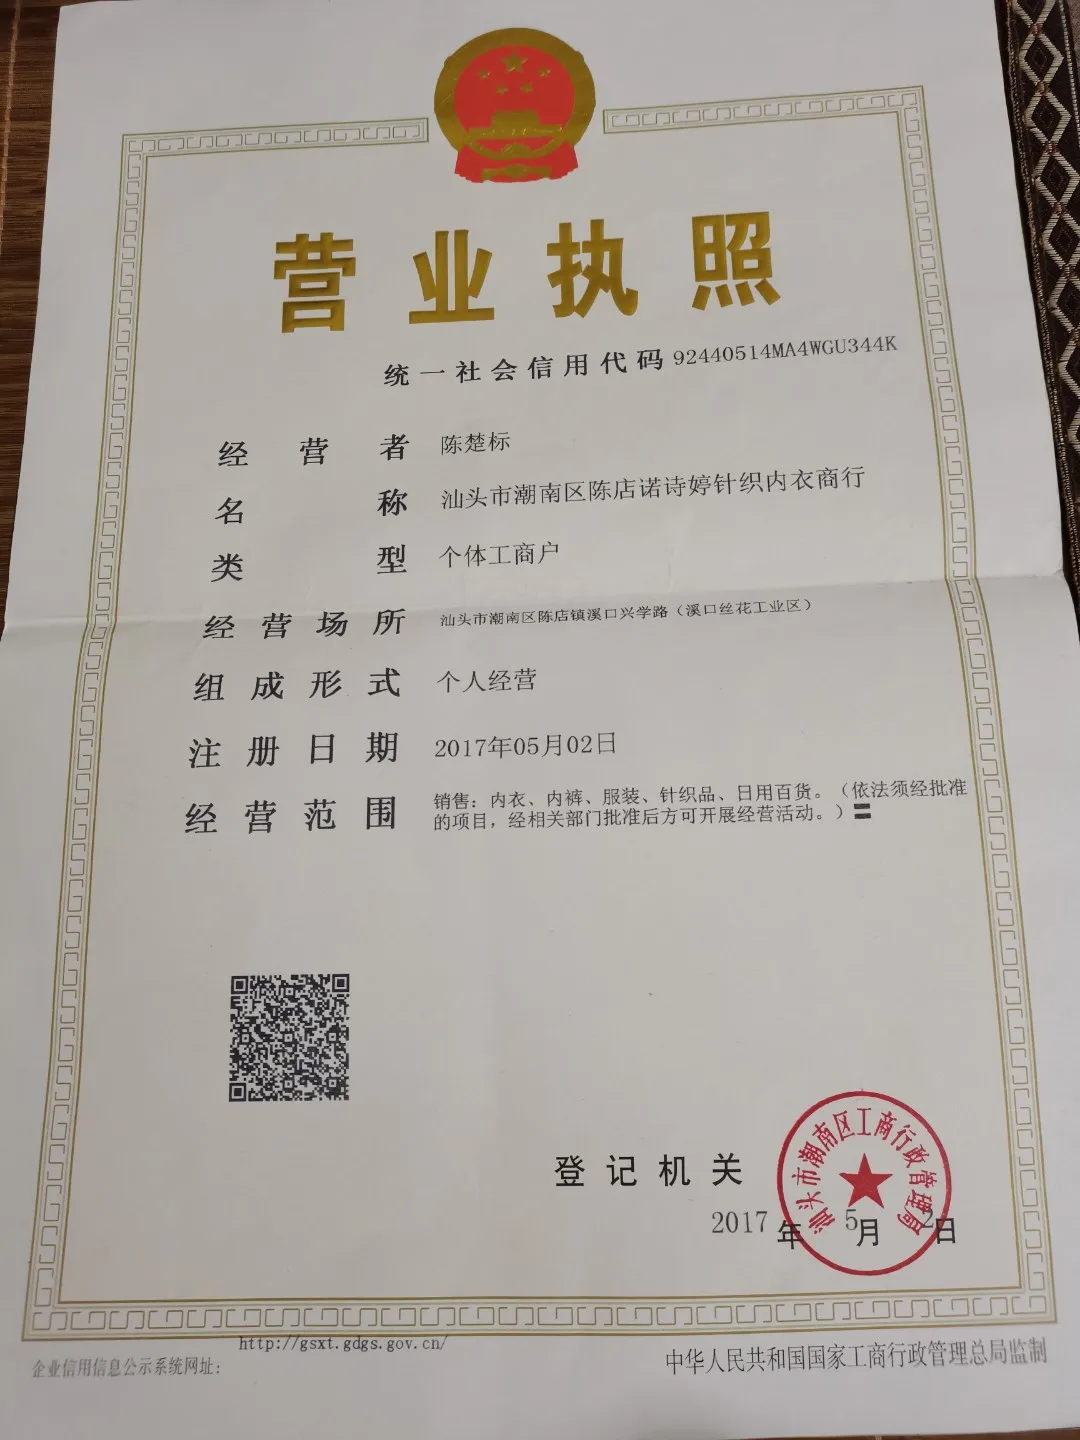 营业执照
统一社会信用代码 92440514MA4WGU344K
经营者 陈楚标
名称 汕头市潮南区陈店诺诗婷针织内衣商行
类型 个体工商户
经营场所 汕头市潮南区陈店镇溪口兴学路（溪口丝花工业区）
组成形式 个人经营
注册日期 2017年05月02日
经营范围 销售：内衣、内裤、服装、针织品、日用百货。（依法须经批准
的项目，经相关部门批准后方可开展经营活动。）〓
登记机关
汕头市潮南区工商行政管理局
2017 年 5月 2日
企业信用信息公示系统网址： http://gsxt.gdgs.gov.cn/
中华人民共和国国家工商行政管理总局监制